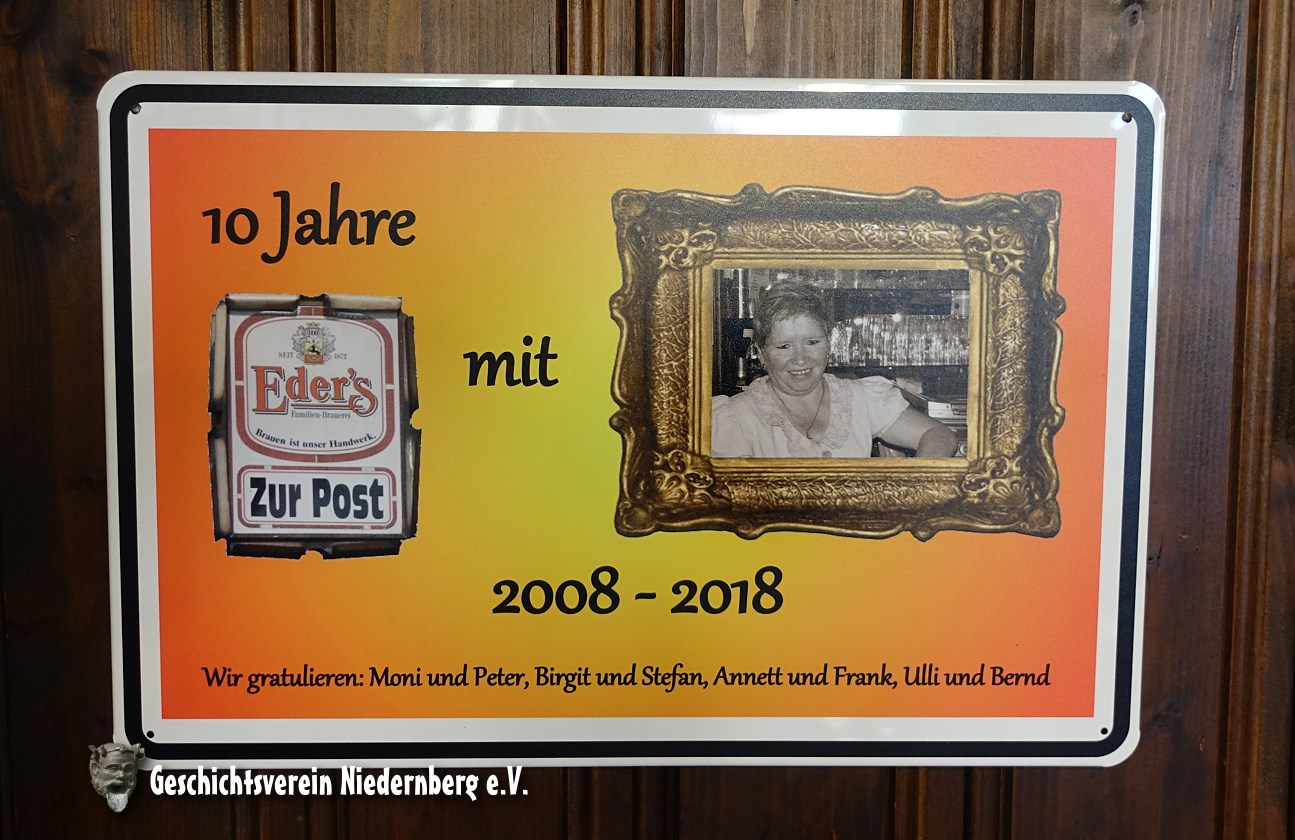 10 Jahre
SEIT 1872
Eder's
Familien-Brauerei
Brauen ist unser Handwerk.
Zur Post
mit
2008 - 2018
Wir gratulieren: Moni und Peter, Birgit und Stefan, Annett und Frank, Ulli und Bernd
Geschichtsverein Niedernberg e.V.